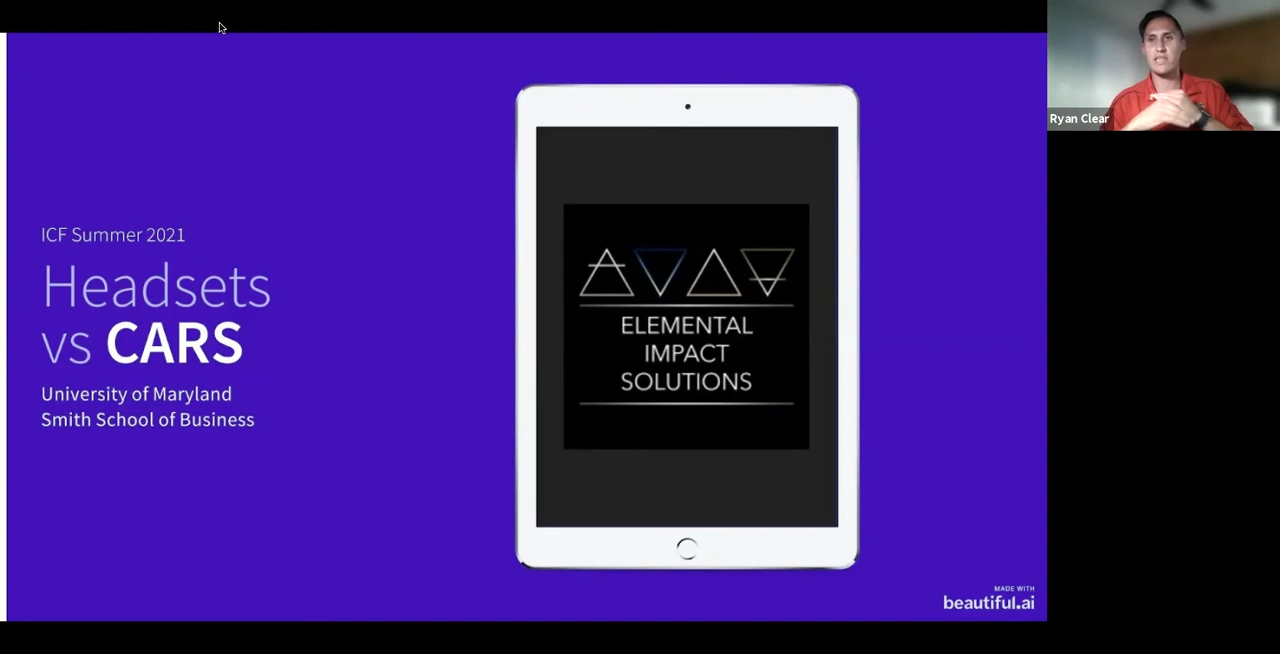 ICF Summer 2021
Headsets
vs CARS
University of Maryland
Smith School of Business
ELEMENTAL
IMPACT
SOLUTIONS
MADE WITH
beautiful.ai
Ryan Clear